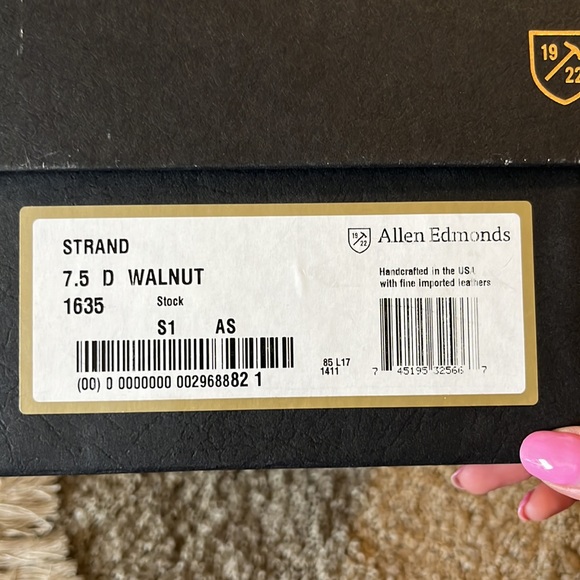 19
22
STRAND
19
22
Allen Edmonds
7.5 D WALNUT
Handcrafted in the USA
with fine imported leathers
1635
Stock
S1 AS
(00) 0 0000000 002968882 1
85 L17
1411
7 45195 32566 7